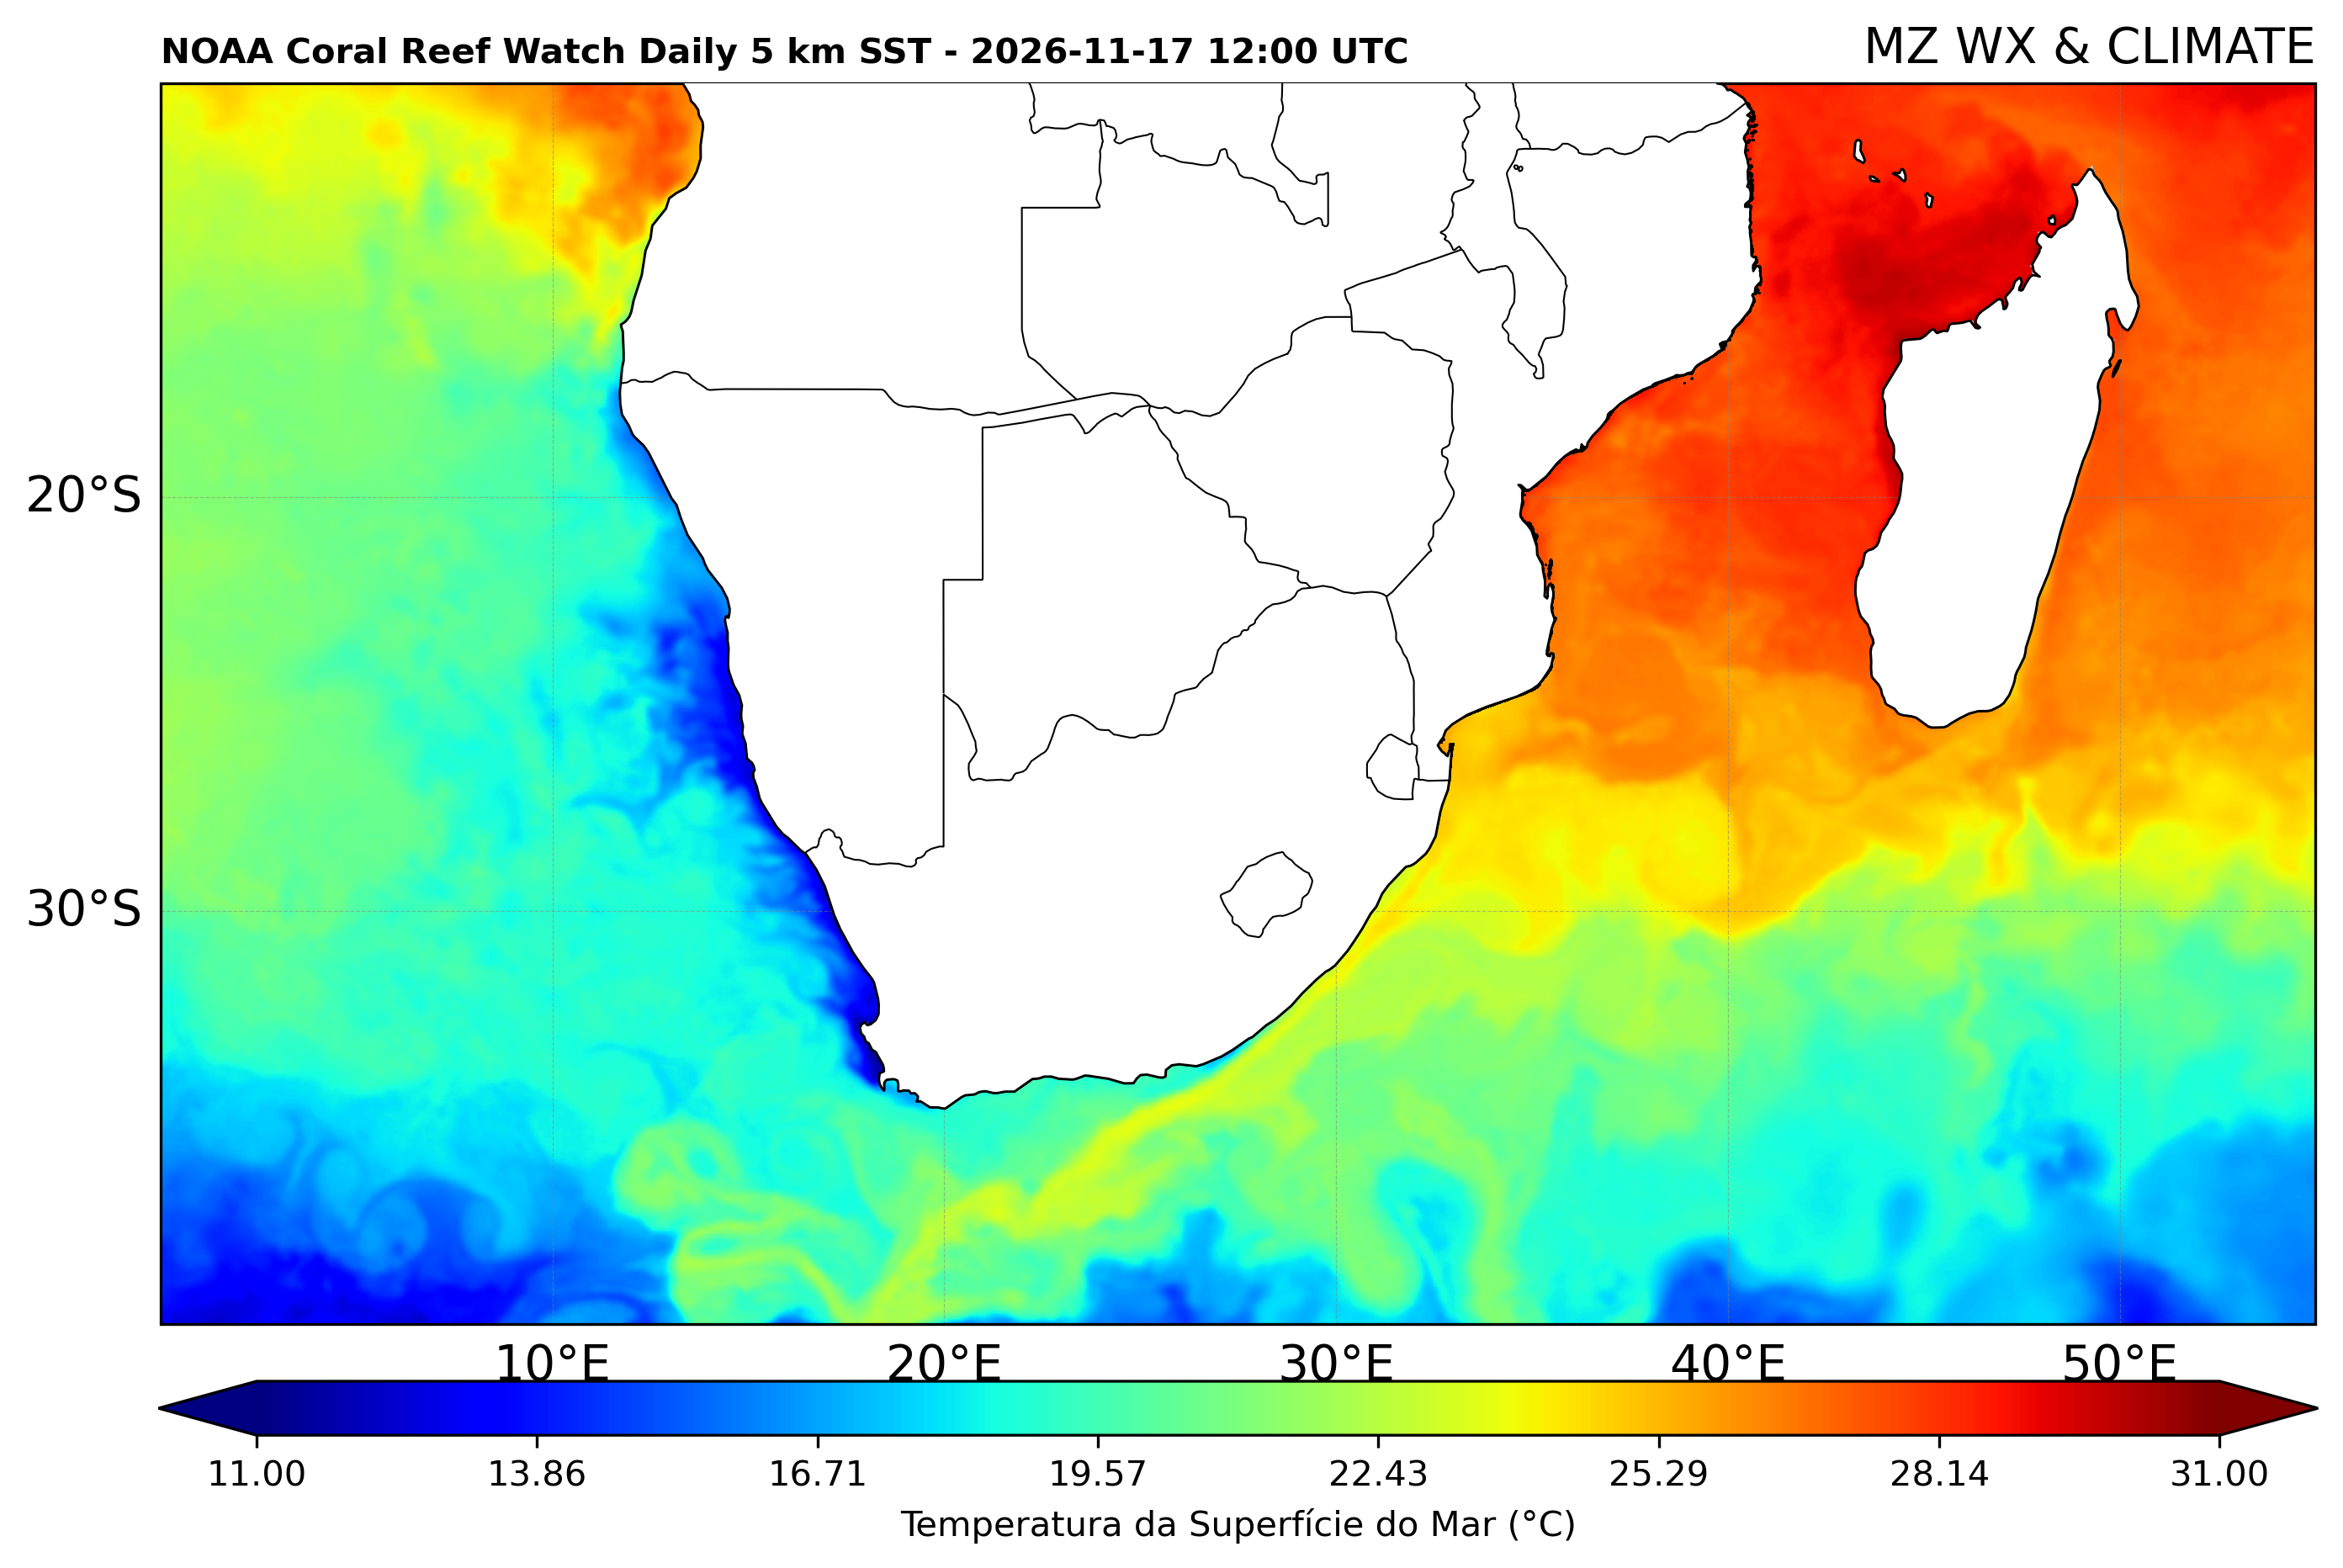 NOAA Coral Reef Watch Daily 5 km SST - 2026-11-17 12:00 UTC
MZ WX & CLIMATE
20°S
30°S
10°E 20°E 30°E 40°E 50°E
11.00 13.86 16.71 19.57 22.43 25.29 28.14 31.00
Temperatura da Superfície do Mar (°C)